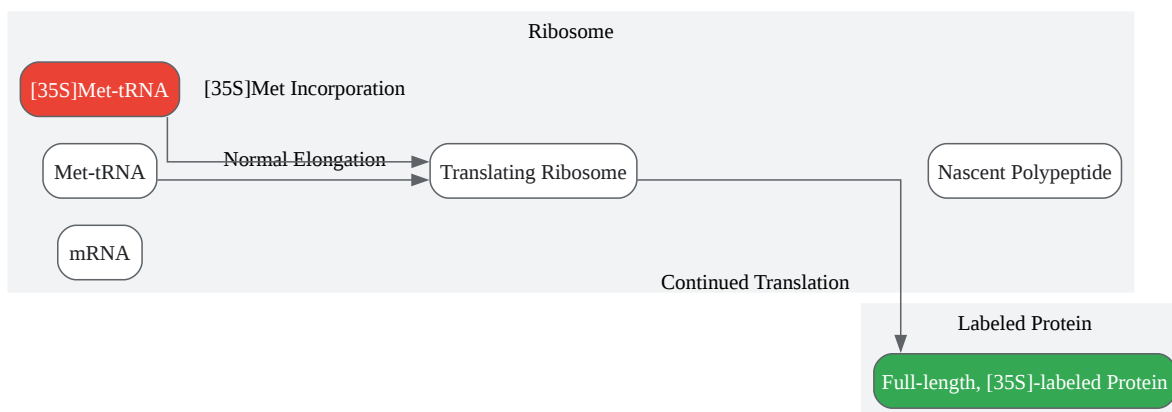 Ribosome
[35S]Met-tRNA
[35S]Met Incorporation
Normal Elongation
Met-tRNA
Translating Ribosome
Nascent Polypeptide
mRNA
Continued Translation
Labeled Protein
Full-length, [35S]-labeled Protein